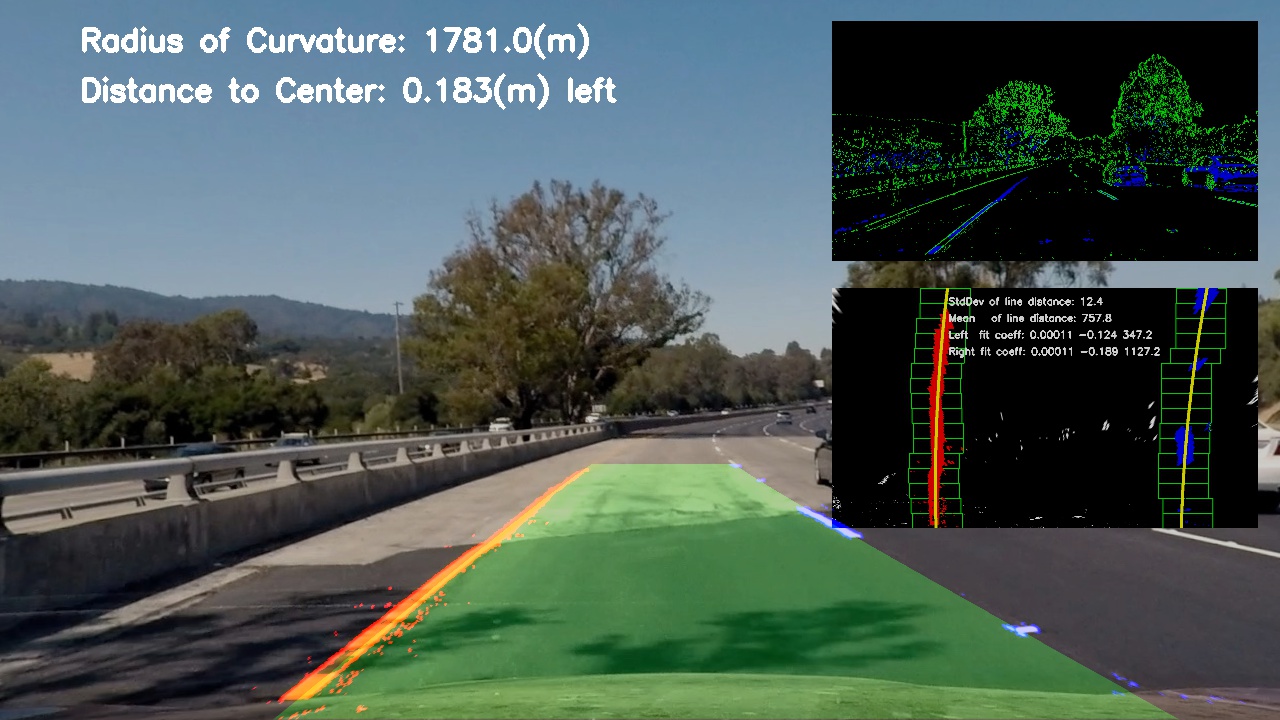 Radius of Curvature: 1781.0(m)
Distance to Center: 0.183(m) left
StdDev of line distance: 12.4
Mean of line distance: 757.8
Left fit coeff: 0.00011 -0.124 347.2
Right fit coeff: 0.00011 -0.189 1127.2